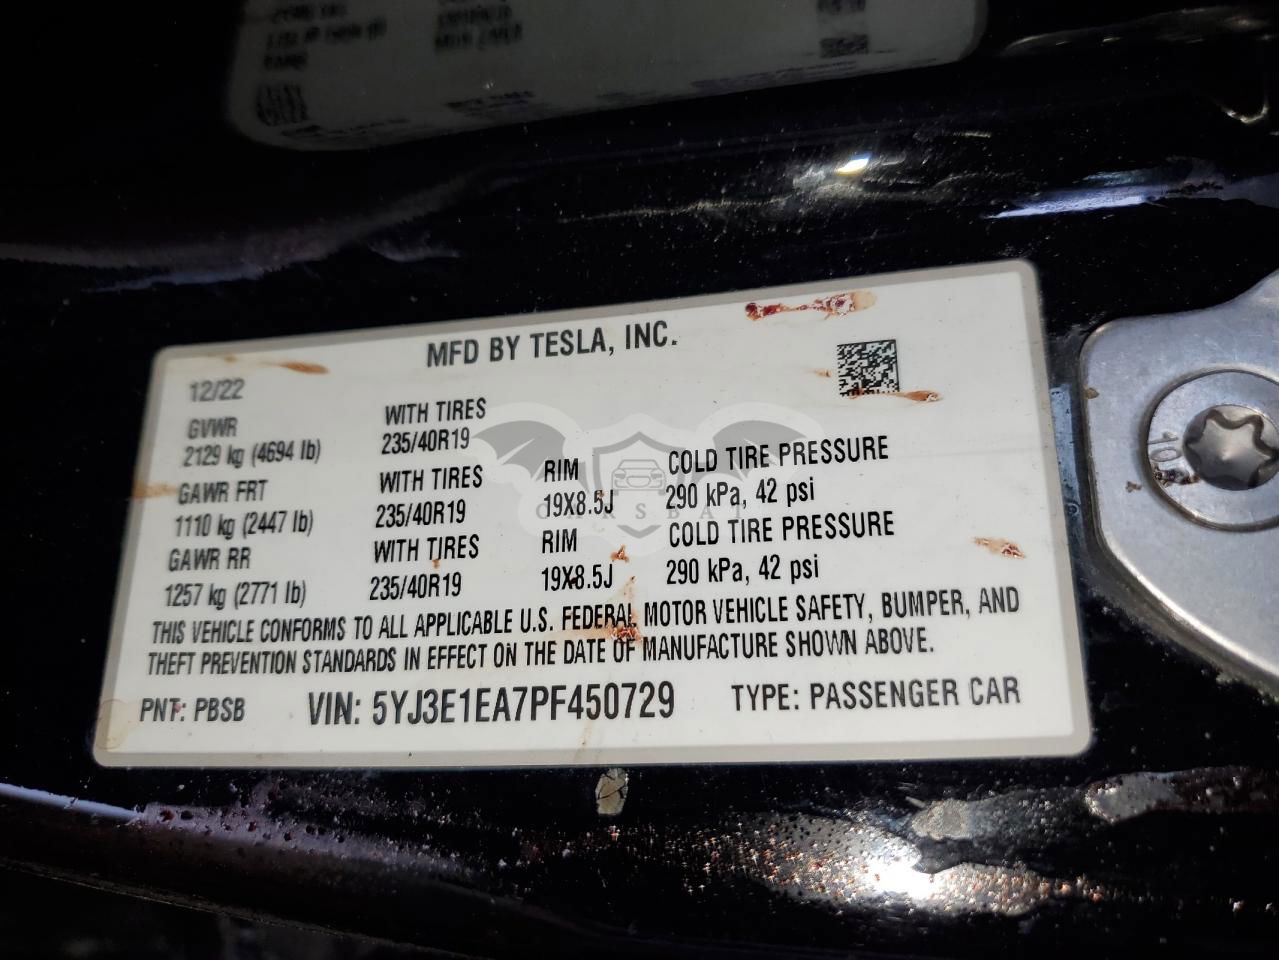 MFD BY TESLA, INC.
12/22
GVWR
2129 kg (4694 lb)
WITH TIRES
235/40R19
GAWR FRT
1110 kg (2447 lb)
WITH TIRES
235/40R19
RIM
19X8.5J
COLD TIRE PRESSURE
290 kPa, 42 psi
GAWR RR
1257 kg (2771 lb)
WITH TIRES
235/40R19
RIM
19X8.5J
COLD TIRE PRESSURE
290 kPa, 42 psi
THIS VEHICLE CONFORMS TO ALL APPLICABLE U.S. FEDERAL MOTOR VEHICLE SAFETY, BUMPER, AND
THEFT PREVENTION STANDARDS IN EFFECT ON THE DATE OF MANUFACTURE SHOWN ABOVE.
PNT: PBSB VIN: 5YJ3E1EA7PF450729 TYPE: PASSENGER CAR
CARSBAT